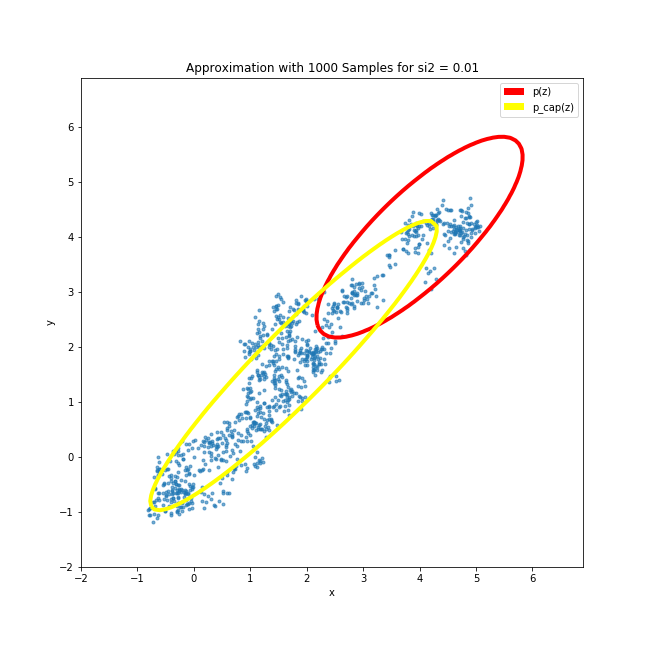 Approximation with 1000 Samples for si2 = 0.01
p(z)
p_cap(z)
6
5
4
3
2
1
0
−1
−2
y
−2 −1 0 1 2 3 4 5 6
x